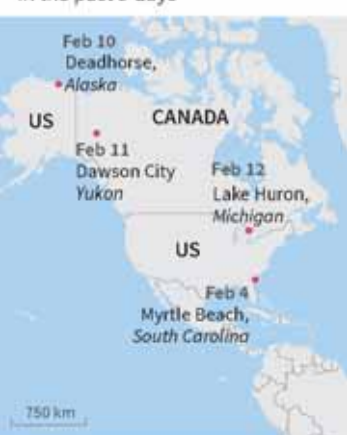 Feb 10
Deadhorse,
Alaska
US
CANADA
Feb 11
Dawson City
Yukon
Feb 12
Lake Huron,
Michigan
US
Feb 4
Myrtle Beach,
South Carolina
750 km